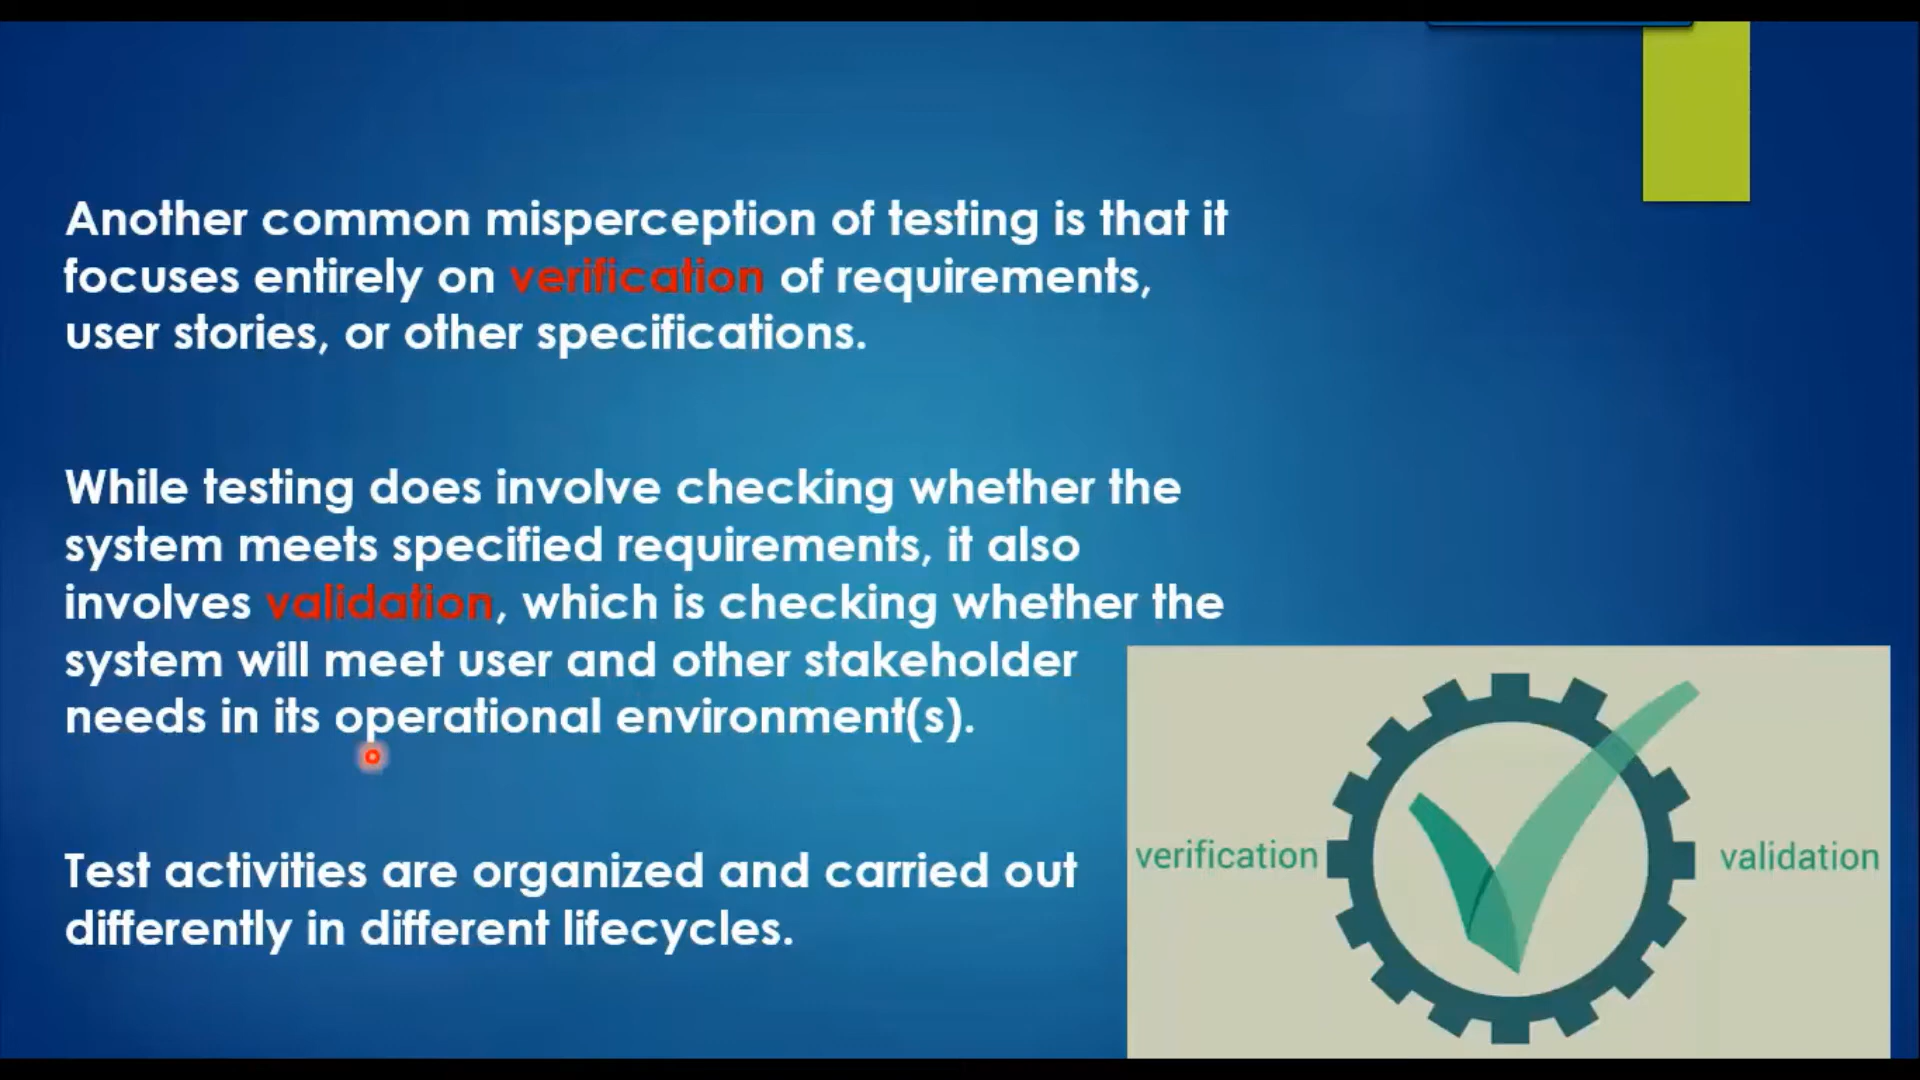 Another common misperception of testing is that it
focuses entirely on verification of requirements,
user stories, or other specifications.
While testing does involve checking whether the
system meets specified requirements, it also
involves validation, which is checking whether the
system will meet user and other stakeholder
needs in its operational environment(s).
Test activities are organized and carried out
differently in different lifecycles.
verification
validation